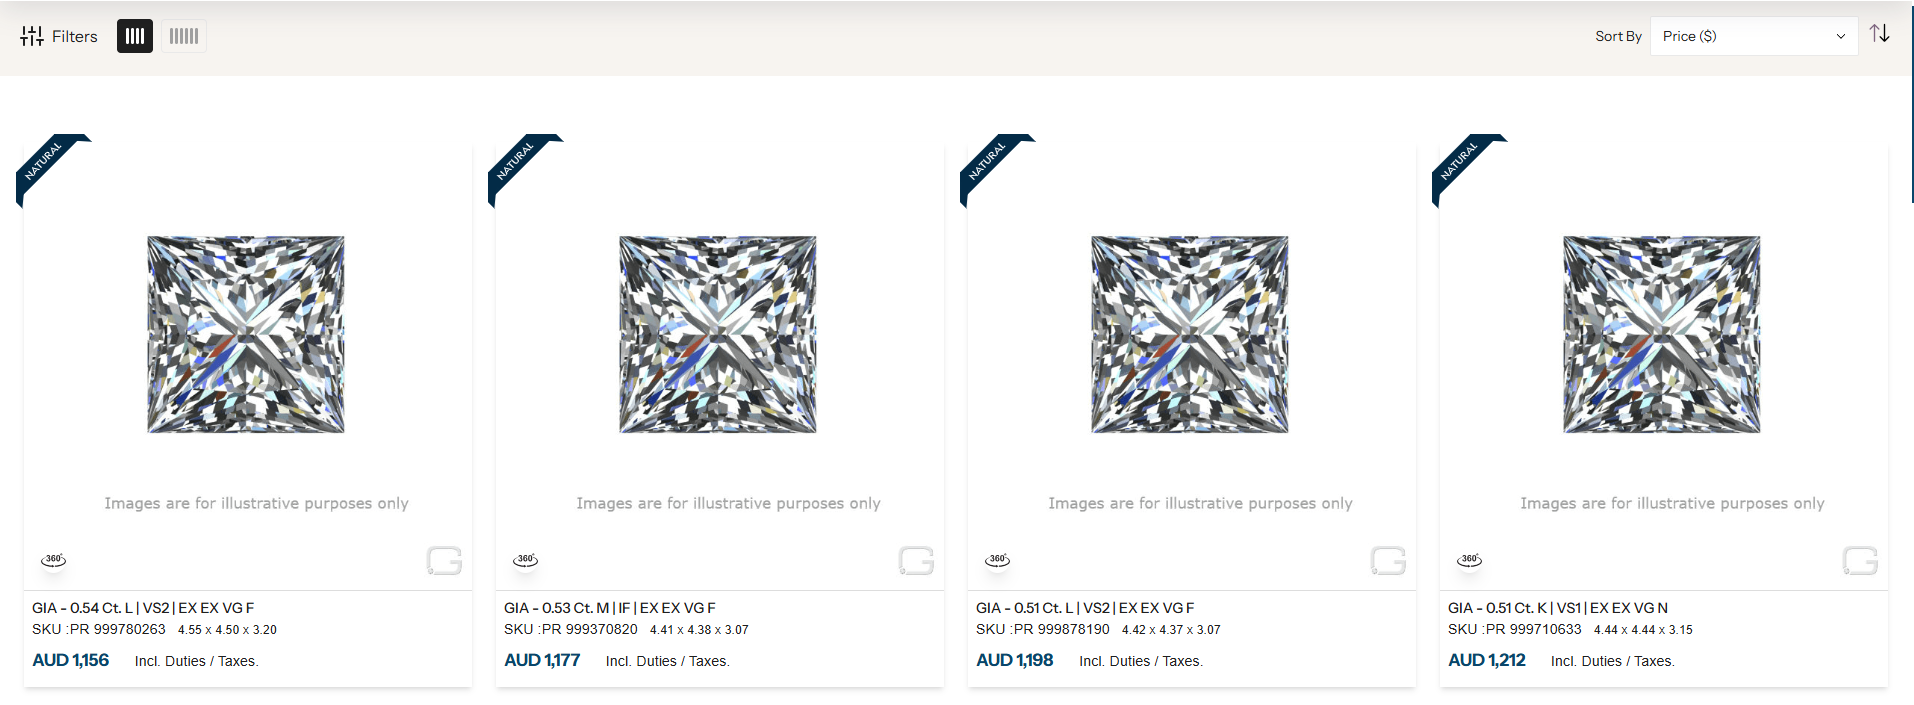 Filters
Sort By Price ($)
NATURAL
NATURAL
NATURAL
NATURAL
Images are for illustrative purposes only
Images are for illustrative purposes only
Images are for illustrative purposes only
Images are for illustrative purposes only
360°
G
360°
G
360°
G
360°
G
GIA - 0.54 Ct. L | VS2 | EX EX VG F
SKU :PR 999780263 4.55 x 4.50 x 3.20
AUD 1,156 Incl. Duties / Taxes.
GIA - 0.53 Ct. M | IF | EX EX VG F
SKU :PR 999370820 4.41 x 4.38 x 3.07
AUD 1,177 Incl. Duties / Taxes.
GIA - 0.51 Ct. L | VS2 | EX EX VG F
SKU :PR 999878190 4.42 x 4.37 x 3.07
AUD 1,198 Incl. Duties / Taxes.
GIA - 0.51 Ct. K | VS1 | EX EX VG N
SKU :PR 999710633 4.44 x 4.44 x 3.15
AUD 1,212 Incl. Duties / Taxes.